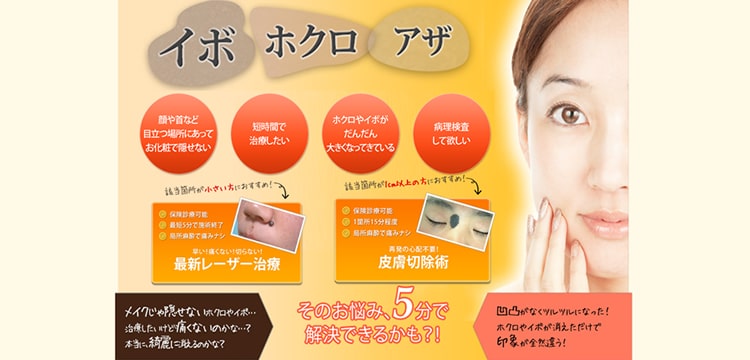 イボ ホクロ アザ
顔や首など
目立つ場所にあって
お化粧で隠せない
短時間で
治療したい
ホクロやイボが
だんだん
大きくなってきている
病理検査
して欲しい
該当箇所が小さい方におすすめ!
保険診療可能
最短5分で施術終了
局所麻酔で痛みナシ
早い!痛くない!切らない!
最新レーザー治療
該当箇所が1cm以上の方におすすめ!
保険診療可能
1箇所15分程度
局所麻酔で痛みナシ
再発の心配不要!
皮膚切除術
メイクじゃ隠せないホクロやイボ…
治療したいけど痛くないのかな…?
本当に、綺麗に消えるのかな?
そのお悩み、5分で
解決できるかも?!
凹凸がなくツルツルになった!
ホクロやイボが消えただけで
印象が全然違う!